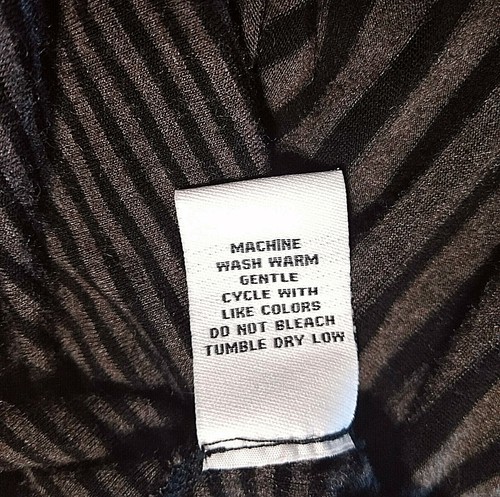 MACHINE
WASH WARM
GENTLE
CYCLE WITH
LIKE COLORS
DO NOT BLEACH
TUMBLE DRY LOW